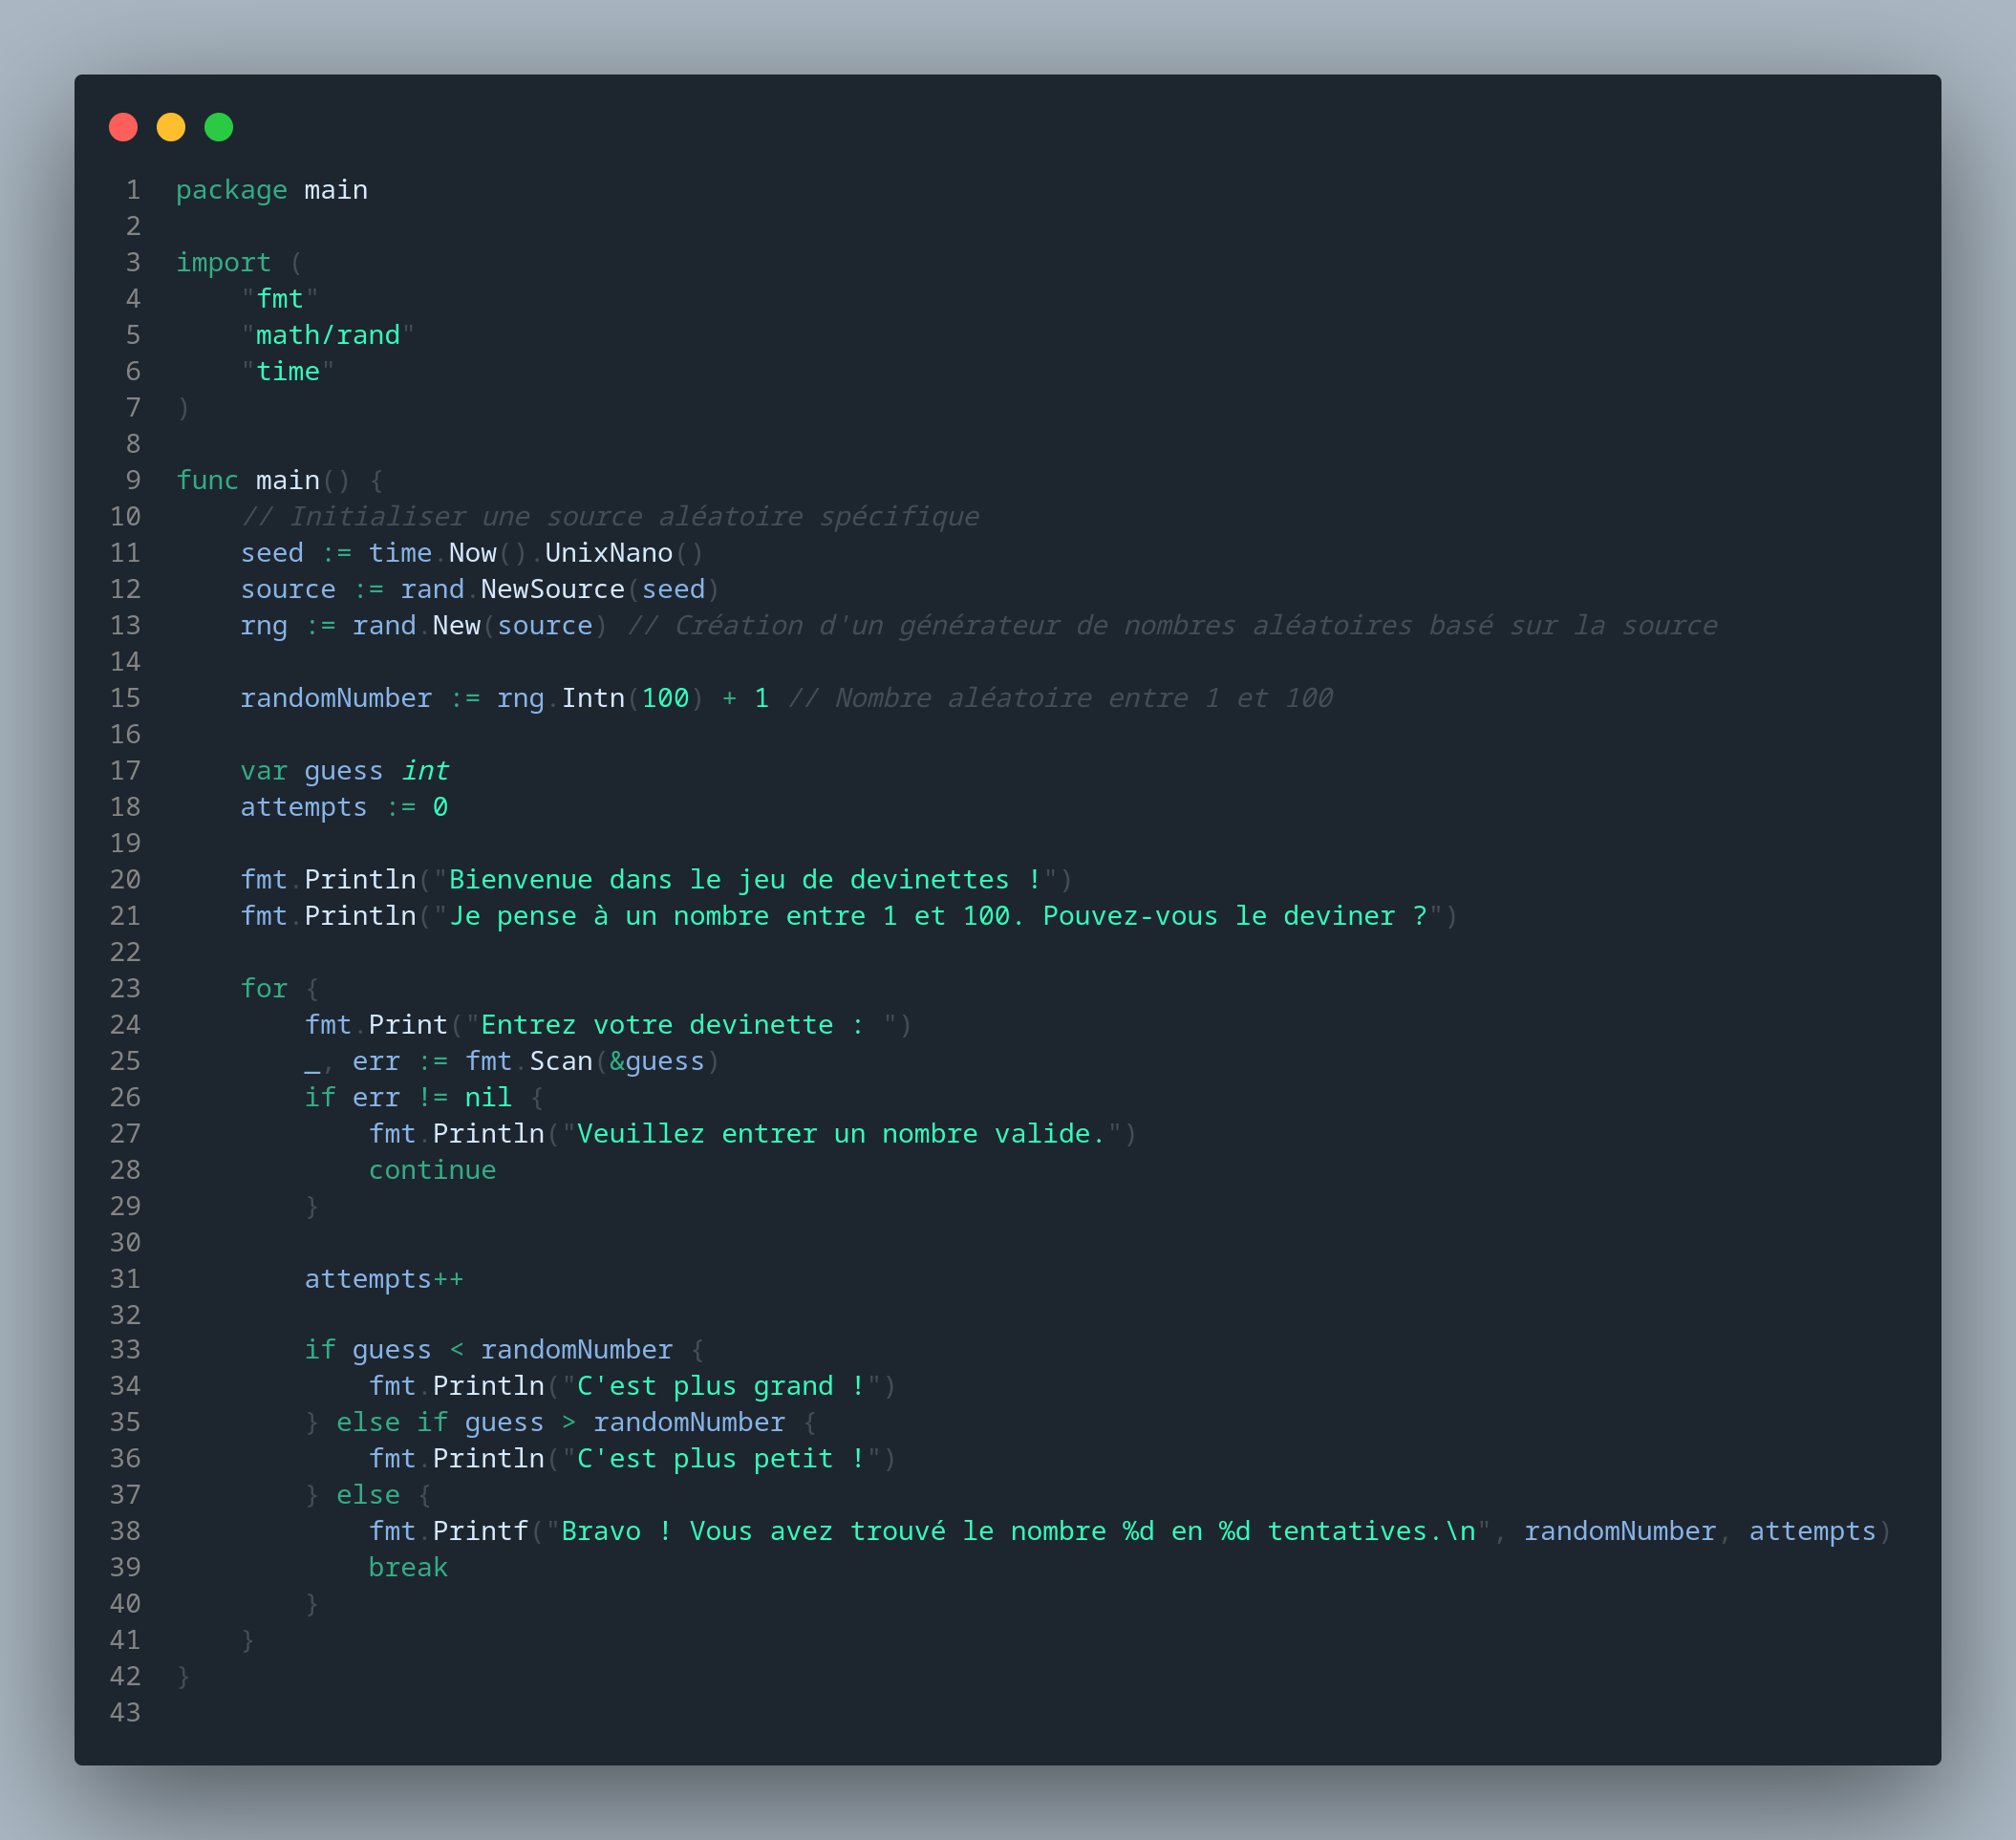 1 package main
2
3 import (
4     "fmt"
5     "math/rand"
6     "time"
7 )
8
9 func main() {
10     // Initialiser une source aléatoire spécifique
11     seed := time.Now().UnixNano()
12     source := rand.NewSource(seed)
13     rng := rand.New(source) // Création d'un générateur de nombres aléatoires basé sur la source
14
15     randomNumber := rng.Intn(100) + 1 // Nombre aléatoire entre 1 et 100
16
17     var guess int
18     attempts := 0
19
20     fmt.Println("Bienvenue dans le jeu de devinettes !")
21     fmt.Println("Je pense à un nombre entre 1 et 100. Pouvez-vous le deviner ?")
22
23     for {
24         fmt.Print("Entrez votre devinette : ")
25         _, err := fmt.Scan(&guess)
26         if err != nil {
27             fmt.Println("Veuillez entrer un nombre valide.")
28             continue
29         }
30
31         attempts++
32
33         if guess < randomNumber {
34             fmt.Println("C'est plus grand !")
35         } else if guess > randomNumber {
36             fmt.Println("C'est plus petit !")
37         } else {
38             fmt.Printf("Bravo ! Vous avez trouvé le nombre %d en %d tentatives.\n", randomNumber, attempts)
39             break
40         }
41     }
42 }
43